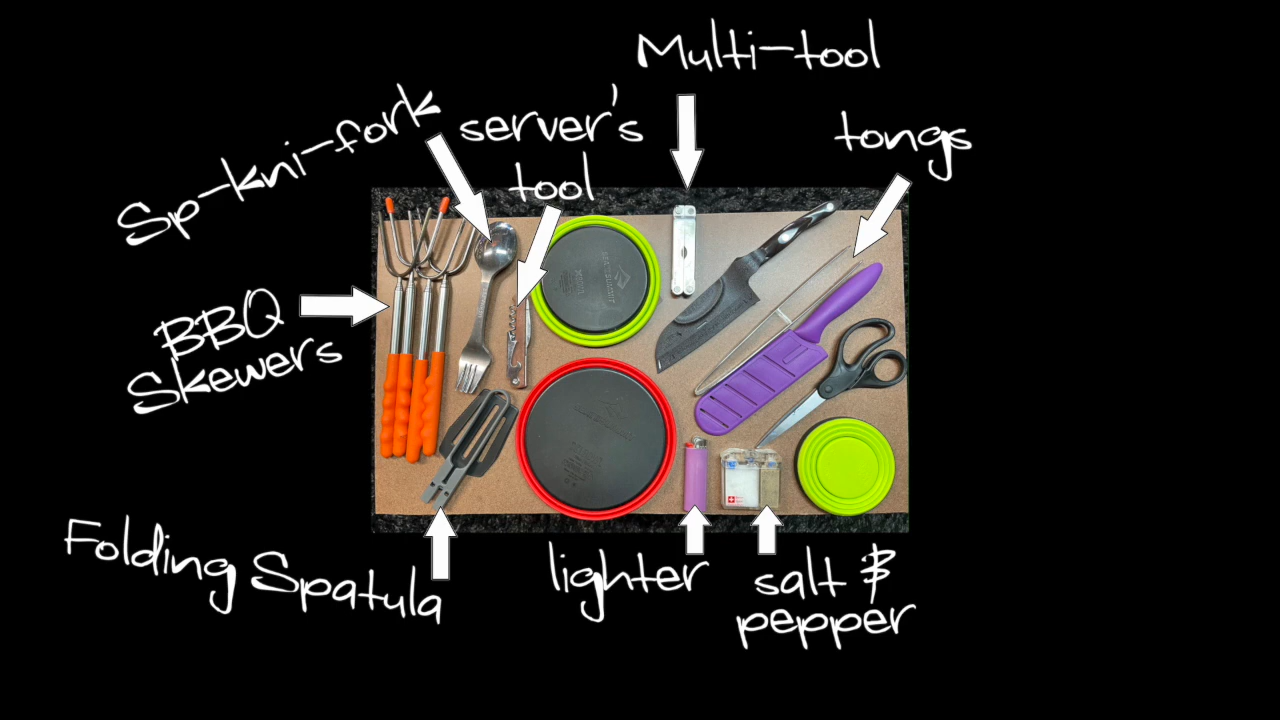 Multi-tool
tongs
server's
tool
Sp-kni-fork
BBQ
Skewers
Folding Spatula
lighter
salt &
pepper